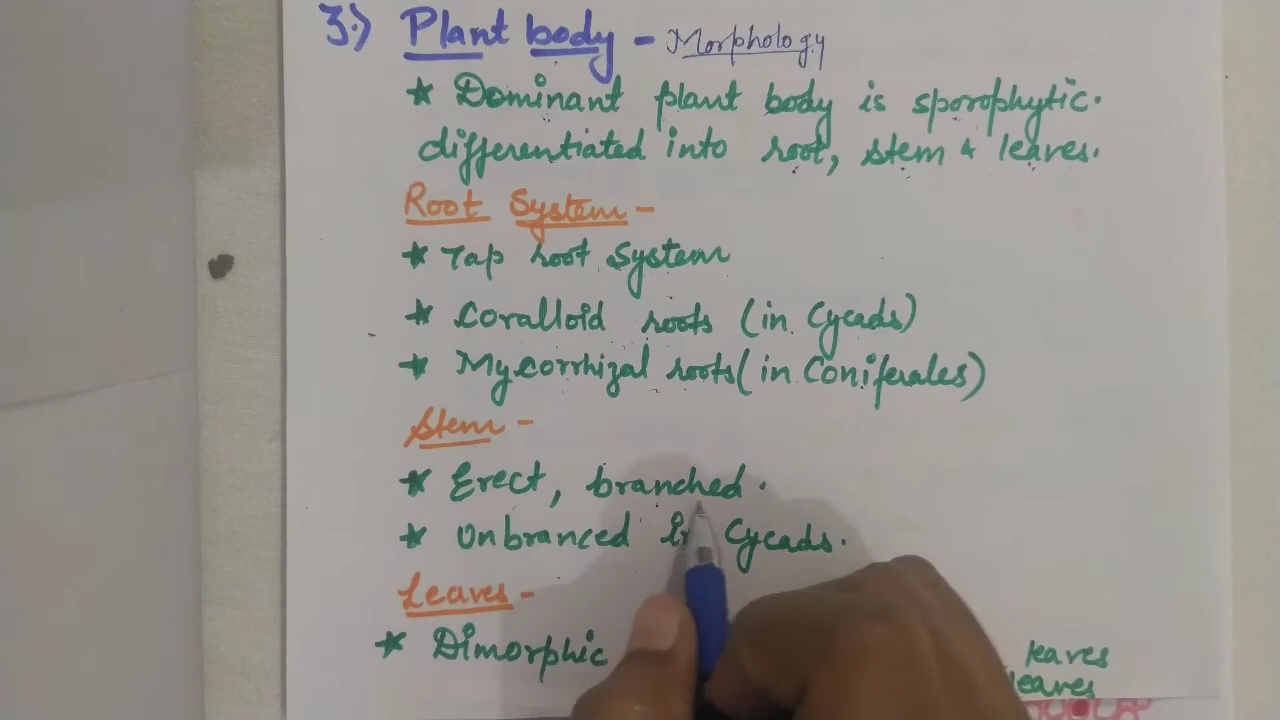 3.) Plant body - Morphology
★ Dominant plant body is sporophytic.
differentiated into root, stem & leaves.
Root System -
★ Tap root System
★ Coralloid roots (in Cycads)
★ Mycorrhizal roots (in Coniferales)
Stem -
★ Erect, branched.
★ Unbranced in Cycads.
Leaves -
★ Dimorphic leaves
leaves